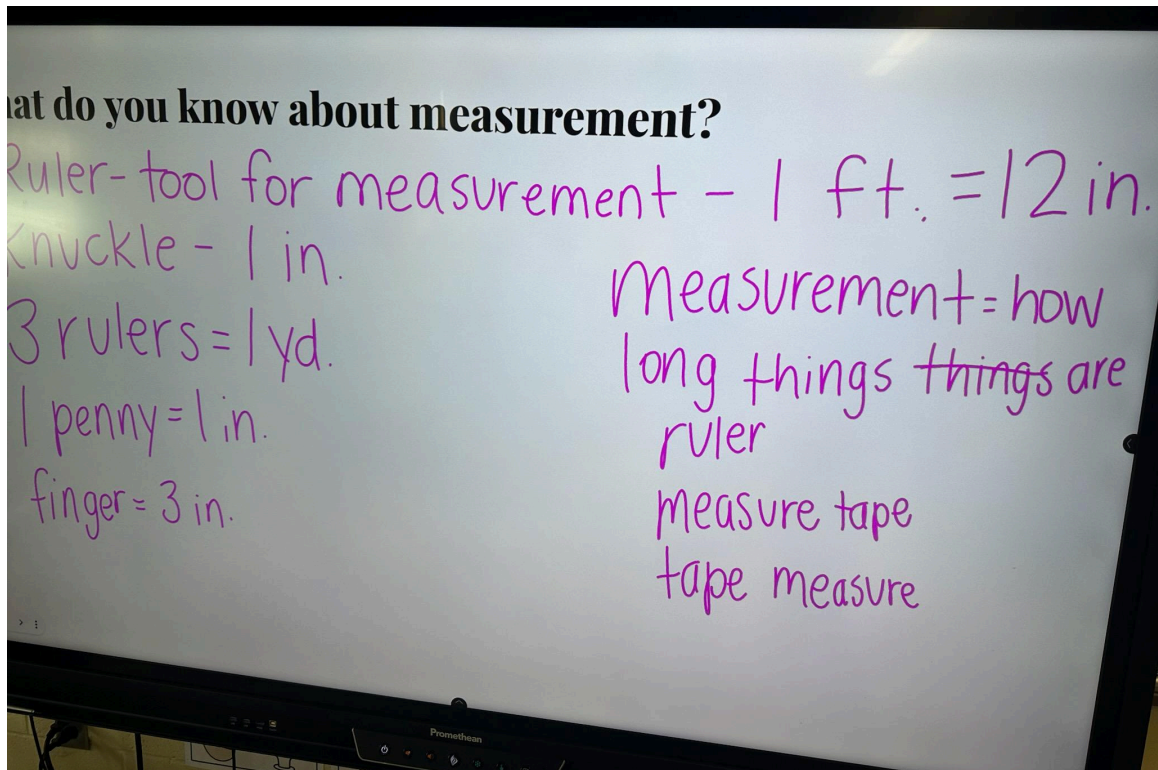 hat do you know about measurement?
Ruler- tool for measurement - 1 ft. = 12 in.
Knuckle - 1 in.
3 rulers = 1 yd.
1 penny = 1 in.
finger = 3 in.
Measurement = how
long things things are
ruler
measure tape
tape measure
Promethean